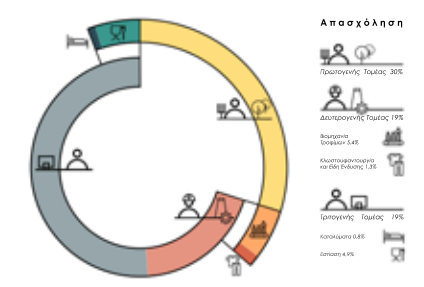 Απασχόληση
Πρωτογενής Τομέας 30%
Δευτερογενής Τομέας 19%
Βιομηχανία
Τροφίμων 5,4%
Κλωστοϋφαντουργία
και Είδη Ένδυσης 1,3%
Τριτογενής Τομέας 19%
Καταλύματα 0,8%
Εστίαση 4,9%